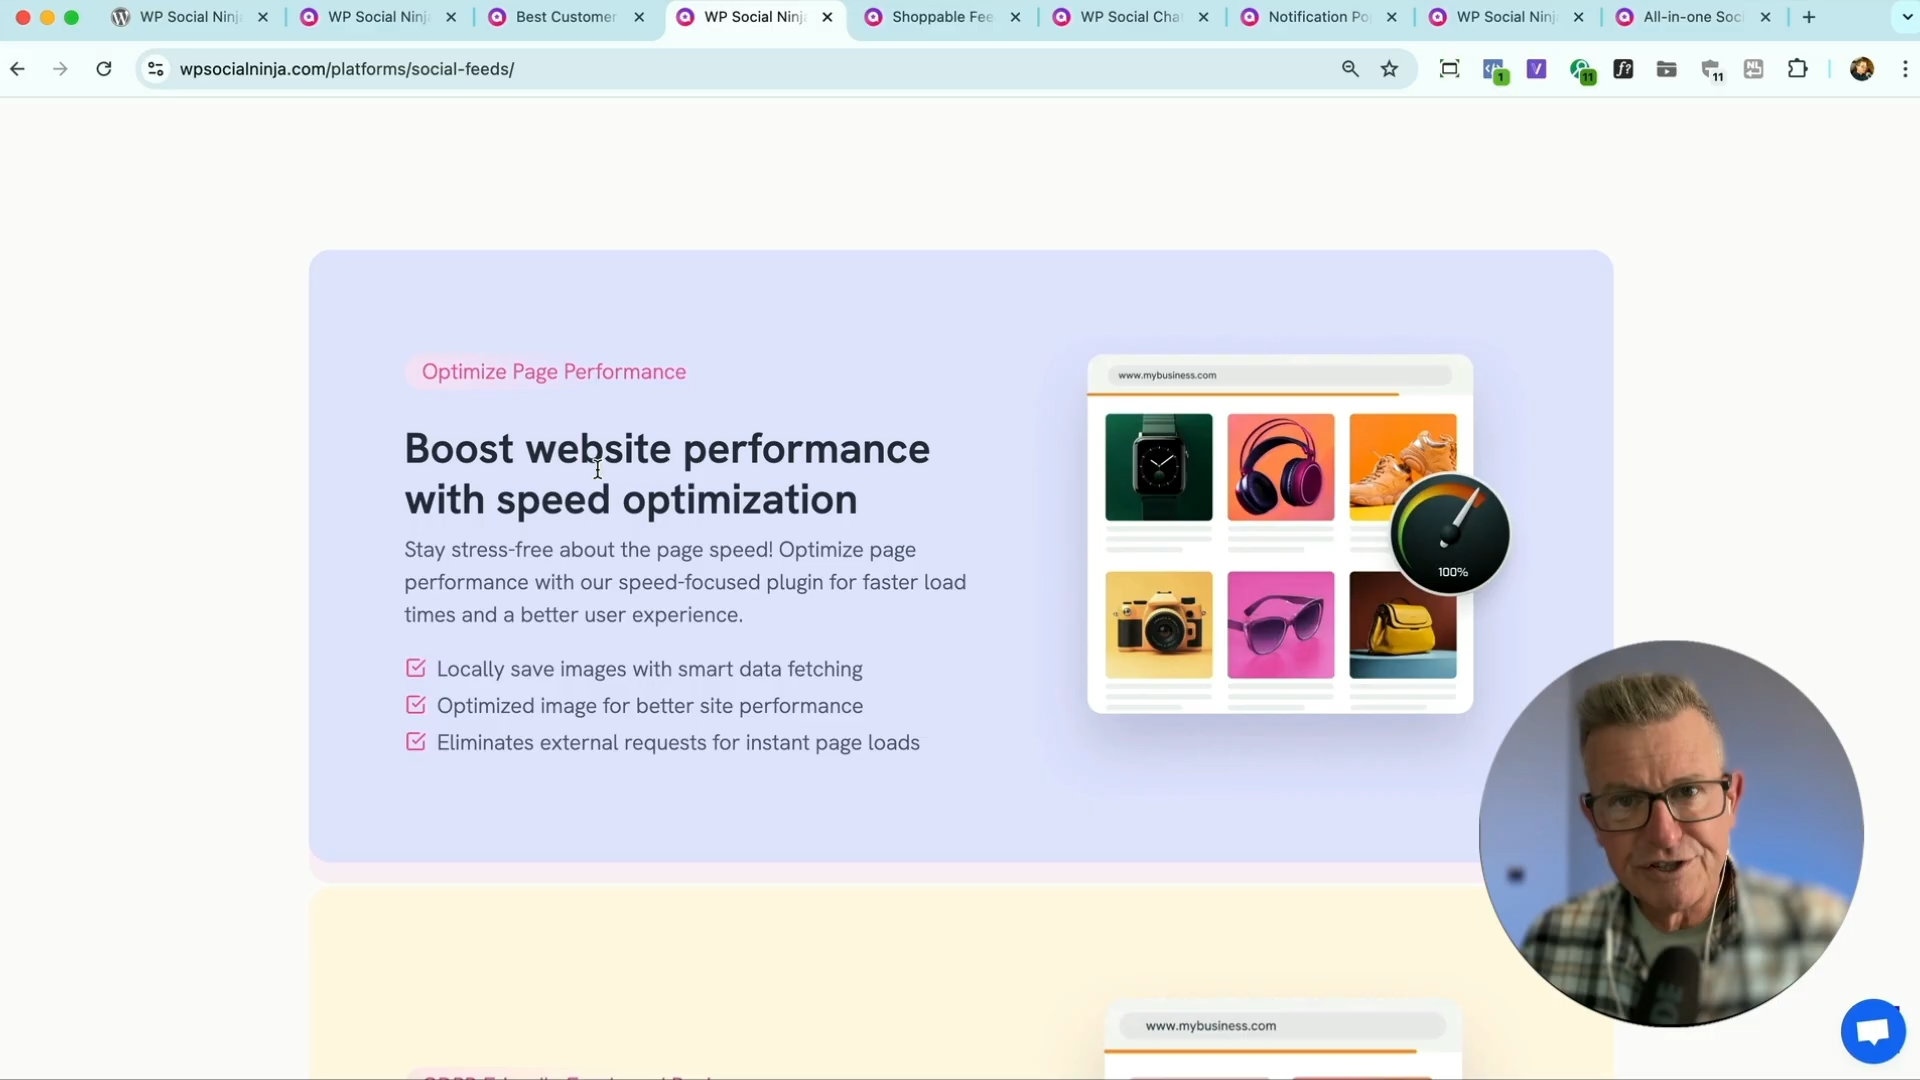 WP Social Ninj
WP Social Ninj
Best Customer
WP Social Ninj
Shoppable Fee
WP Social Cha
Notification Po
WP Social Ninj
All-in-one Soc
wpsocialninja.com/platforms/social-feeds/
1
11
f?
11
Optimize Page Performance
Boost website performance
with speed optimization
Stay stress-free about the page speed! Optimize page
performance with our speed-focused plugin for faster load
times and a better user experience.
Locally save images with smart data fetching
Optimized image for better site performance
Eliminates external requests for instant page loads
www.mybusiness.com
100%
www.mybusiness.com